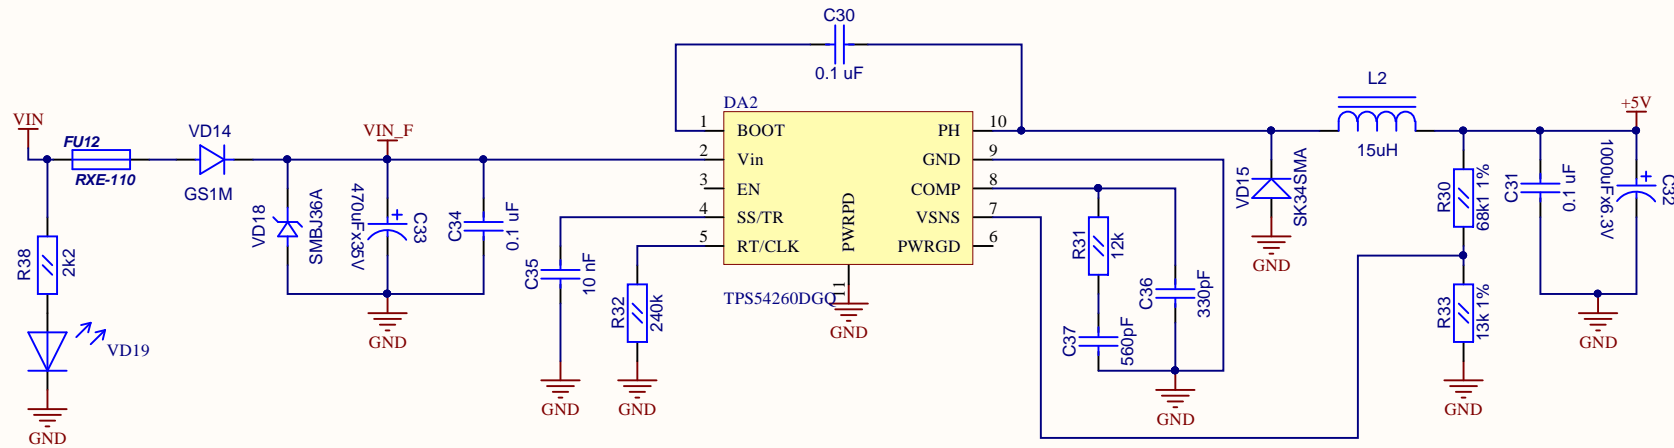 C30
0.1 uF
DA2
1
BOOT
PH
10
2
Vin
GND
9
3
EN
COMP
8
4
SS/TR
VSNS
7
5
RT/CLK
PWRGD
6
PWRPD
11
TPS54260DGQ
GND
VIN
FU12
RXE-110
VD14
GS1M
VIN_F
R38
2k2
VD19
GND
VD18
SMBJ36A
470uFx35V
+
C33
C34
0.1 uF
GND
C35
10 nF
GND
R32
240k
GND
R31
12k
C37
560pF
C36
330pF
GND
VD15
SK34SMA
GND
L2
15uH
R30
68k1 1%
R33
13k 1%
GND
C31
0.1 uF
+5V
1000uFx6.3V
+
C32
GND